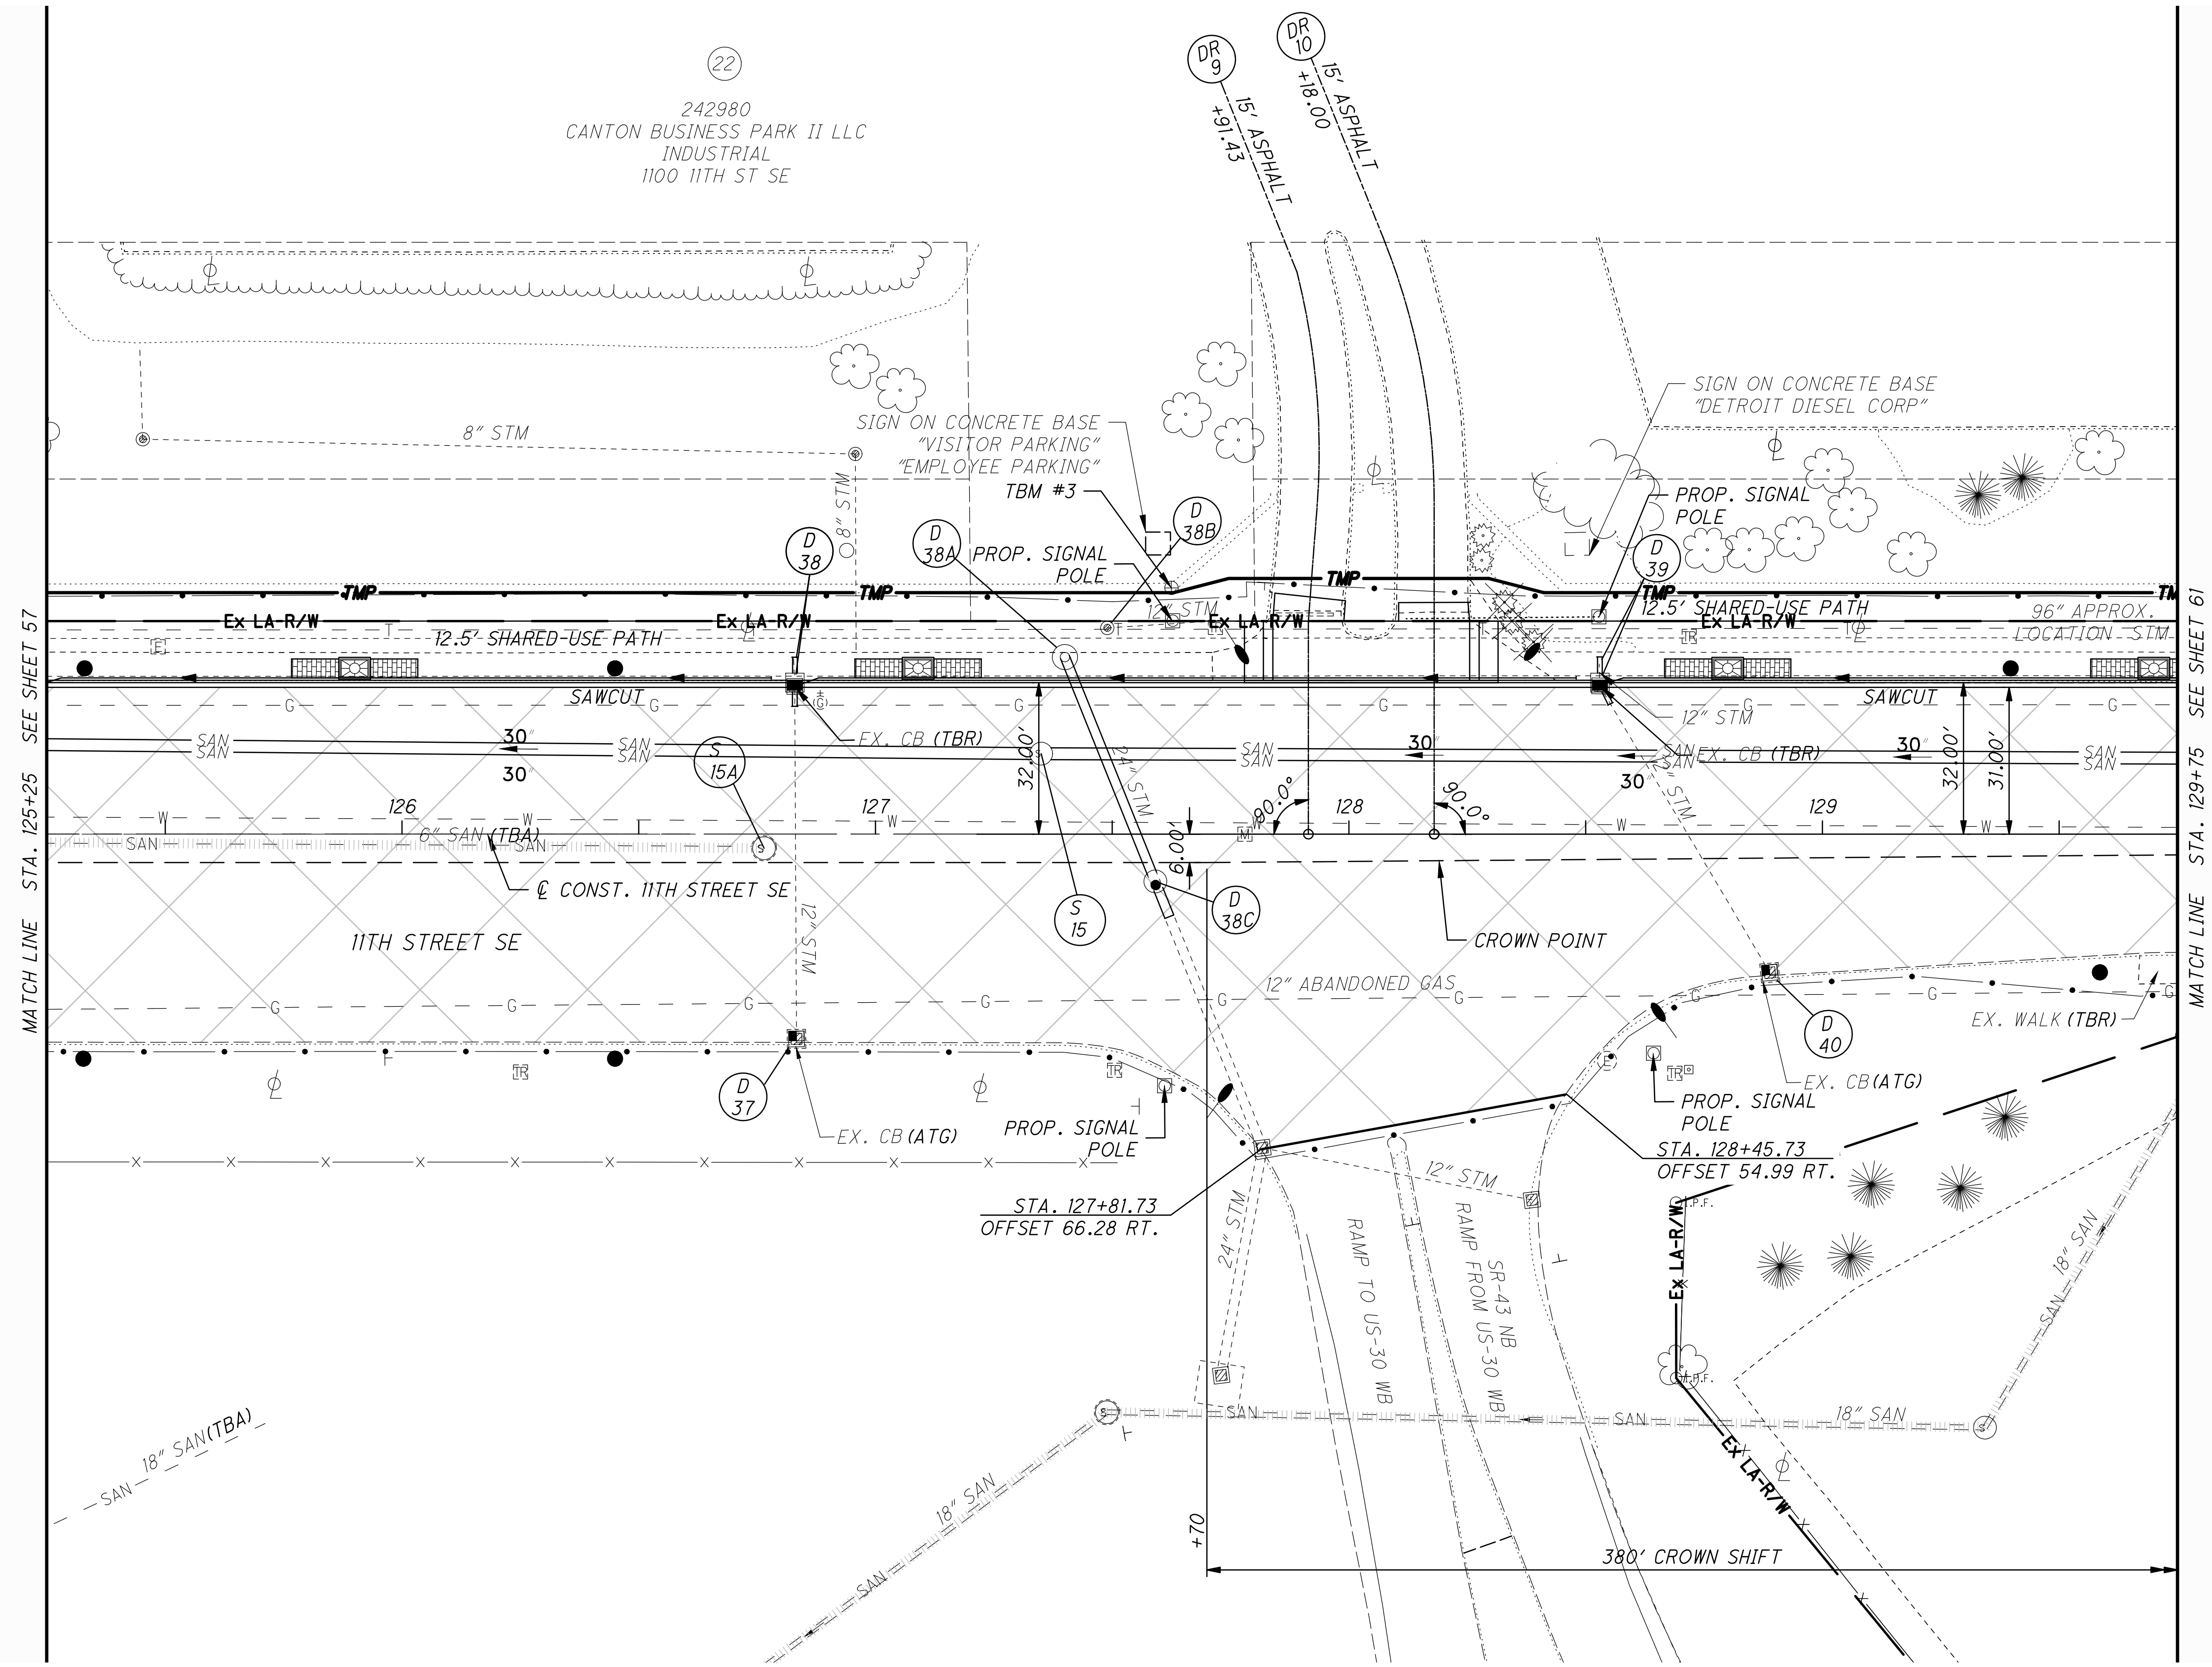 22
242980
CANTON BUSINESS PARK II LLC
INDUSTRIAL
1100 11TH ST SE
DR
9
+91.43
15' ASPHALT
DR
10
+18.00
15' ASPHALT
SIGN ON CONCRETE BASE
"DETROIT DIESEL CORP"
8" STM
8" STM
SIGN ON CONCRETE BASE
"VISITOR PARKING"
"EMPLOYEE PARKING"
TBM #3
D
38
D
38A
D
38B
PROP. SIGNAL
POLE
PROP. SIGNAL
POLE
D
39
TMP
TMP
TMP
TMP
TM
12" STM
Ex LA-R/W
Ex LA-R/W
Ex LA-R/W
Ex LA-R/W
12.5' SHARED-USE PATH
12.5' SHARED-USE PATH
96" APPROX.
LOCATION STM
E
T
T
T
T
TR
TR
SAWCUT
SAWCUT
G
G
G
G
G
G
12" STM
EX. CB (TBR)
EX. CB (TBR)
SAN
SAN
SAN
SAN
SAN
SAN
SAN
SAN
SAN
SAN
30"
30"
30"
30"
30"
S
15A
32.00'
24" STM
12" STM
32.00'
31.00'
90.0°
90.0°
126
127
128
129
W
W
W
W
W
W
M
6.00'
6" SAN (TBA)
SAN
SAN
S
S
℄ CONST. 11TH STREET SE
S
15
D
38C
12" STM
11TH STREET SE
CROWN POINT
12" ABANDONED GAS
G
G
G
G
G
G
G
G
G
EX. WALK (TBR)
D
40
EX. CB (ATG)
D
37
EX. CB (ATG)
TR
TR
TR
E
PROP. SIGNAL
POLE
PROP. SIGNAL
POLE
STA. 128+45.73
OFFSET 54.99 RT.
STA. 127+81.73
OFFSET 66.28 RT.
12" STM
24" STM
RAMP TO US-30 WB
SR-43 NB
RAMP FROM US-30 WB
I.P.F.
I.P.F.
Ex LA-R/W
Ex LA-R/W
18" SAN
SAN
18" SAN
SAN
SAN
S
S
18" SAN
SAN
18" SAN (TBA)
SAN
+70
380' CROWN SHIFT
MATCH LINE STA. 125+25 SEE SHEET 57
MATCH LINE STA. 129+75 SEE SHEET 61